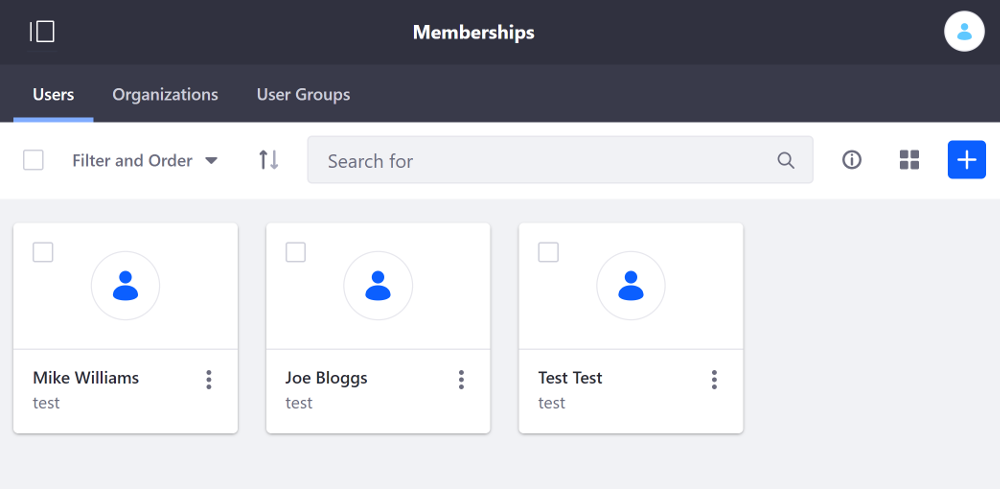 Memberships
Users Organizations User Groups
Filter and Order Search for
Mike Williams Joe Bloggs Test Test
test test test